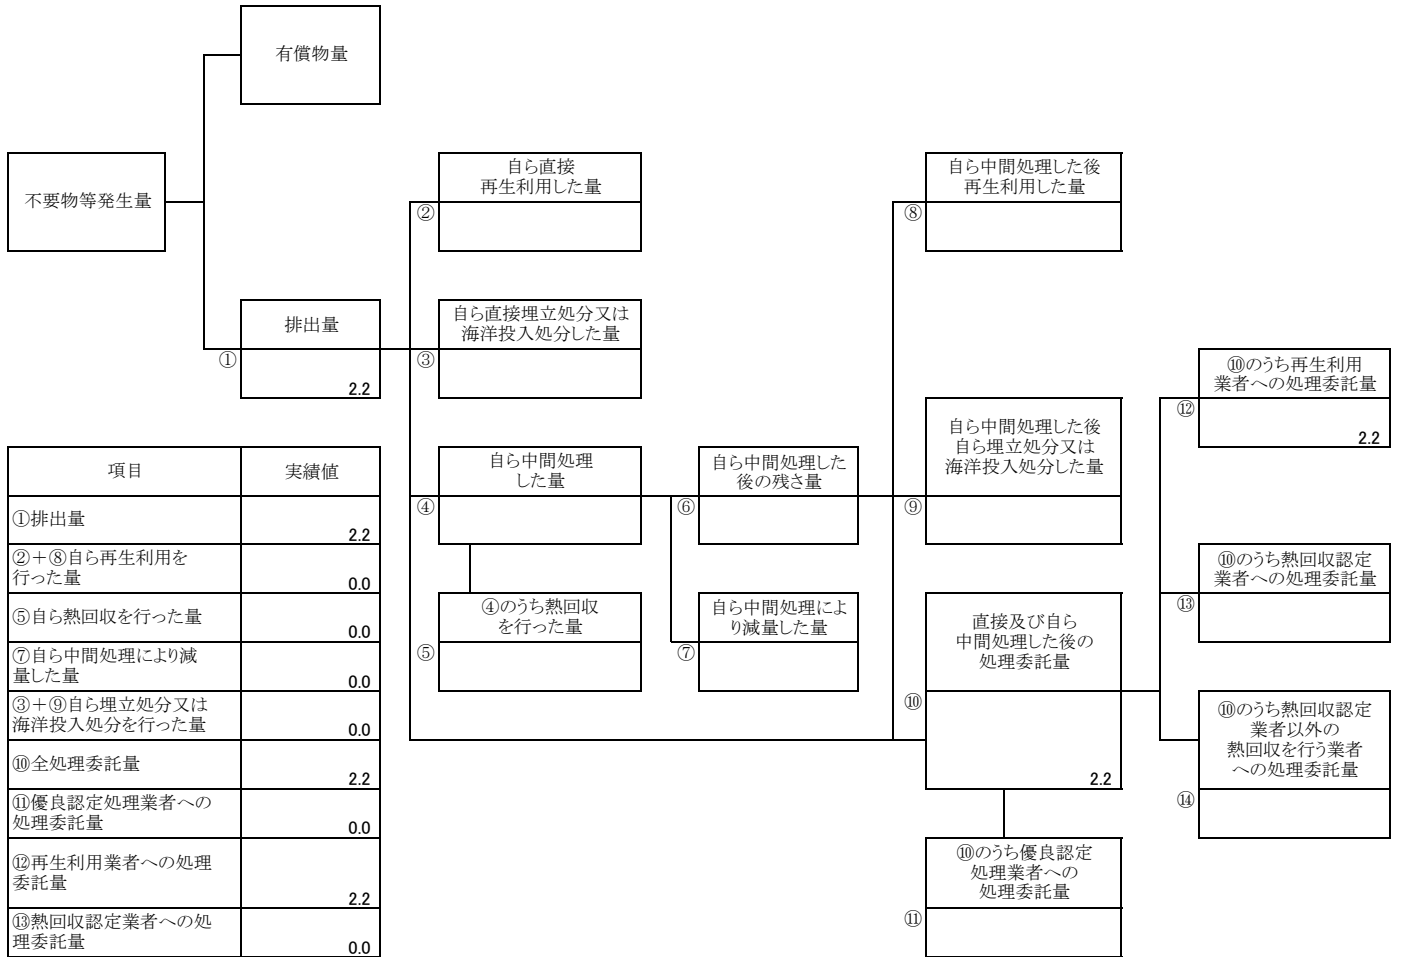 有償物量
不要物等発生量
自ら直接
再生利用した量
②
自ら中間処理した後
再生利用した量
⑧
排出量
①
2.2
自ら直接埋立処分又は
海洋投入処分した量
③
⑩のうち再生利用
業者への処理委託量
⑫
2.2
項目
実績値
①排出量
2.2
②+⑧自ら再生利用を
行った量
0.0
⑤自ら熱回収を行った量
0.0
⑦自ら中間処理により減
量した量
0.0
③+⑨自ら埋立処分又は
海洋投入処分を行った量
0.0
⑩全処理委託量
2.2
⑪優良認定処理業者への
処理委託量
0.0
⑫再生利用業者への処理
委託量
2.2
⑬熱回収認定業者への処
理委託量
0.0
自ら中間処理
した量
④
自ら中間処理した
後の残さ量
⑥
自ら中間処理した後
自ら埋立処分又は
海洋投入処分した量
⑨
④のうち熱回収
を行った量
⑤
自ら中間処理によ
り減量した量
⑦
直接及び自ら
中間処理した後の
処理委託量
⑩
2.2
⑩のうち熱回収認定
業者への処理委託量
⑬
⑩のうち熱回収認定
業者以外の
熱回収を行う業者
への処理委託量
⑭
⑩のうち優良認定
処理業者への
処理委託量
⑪